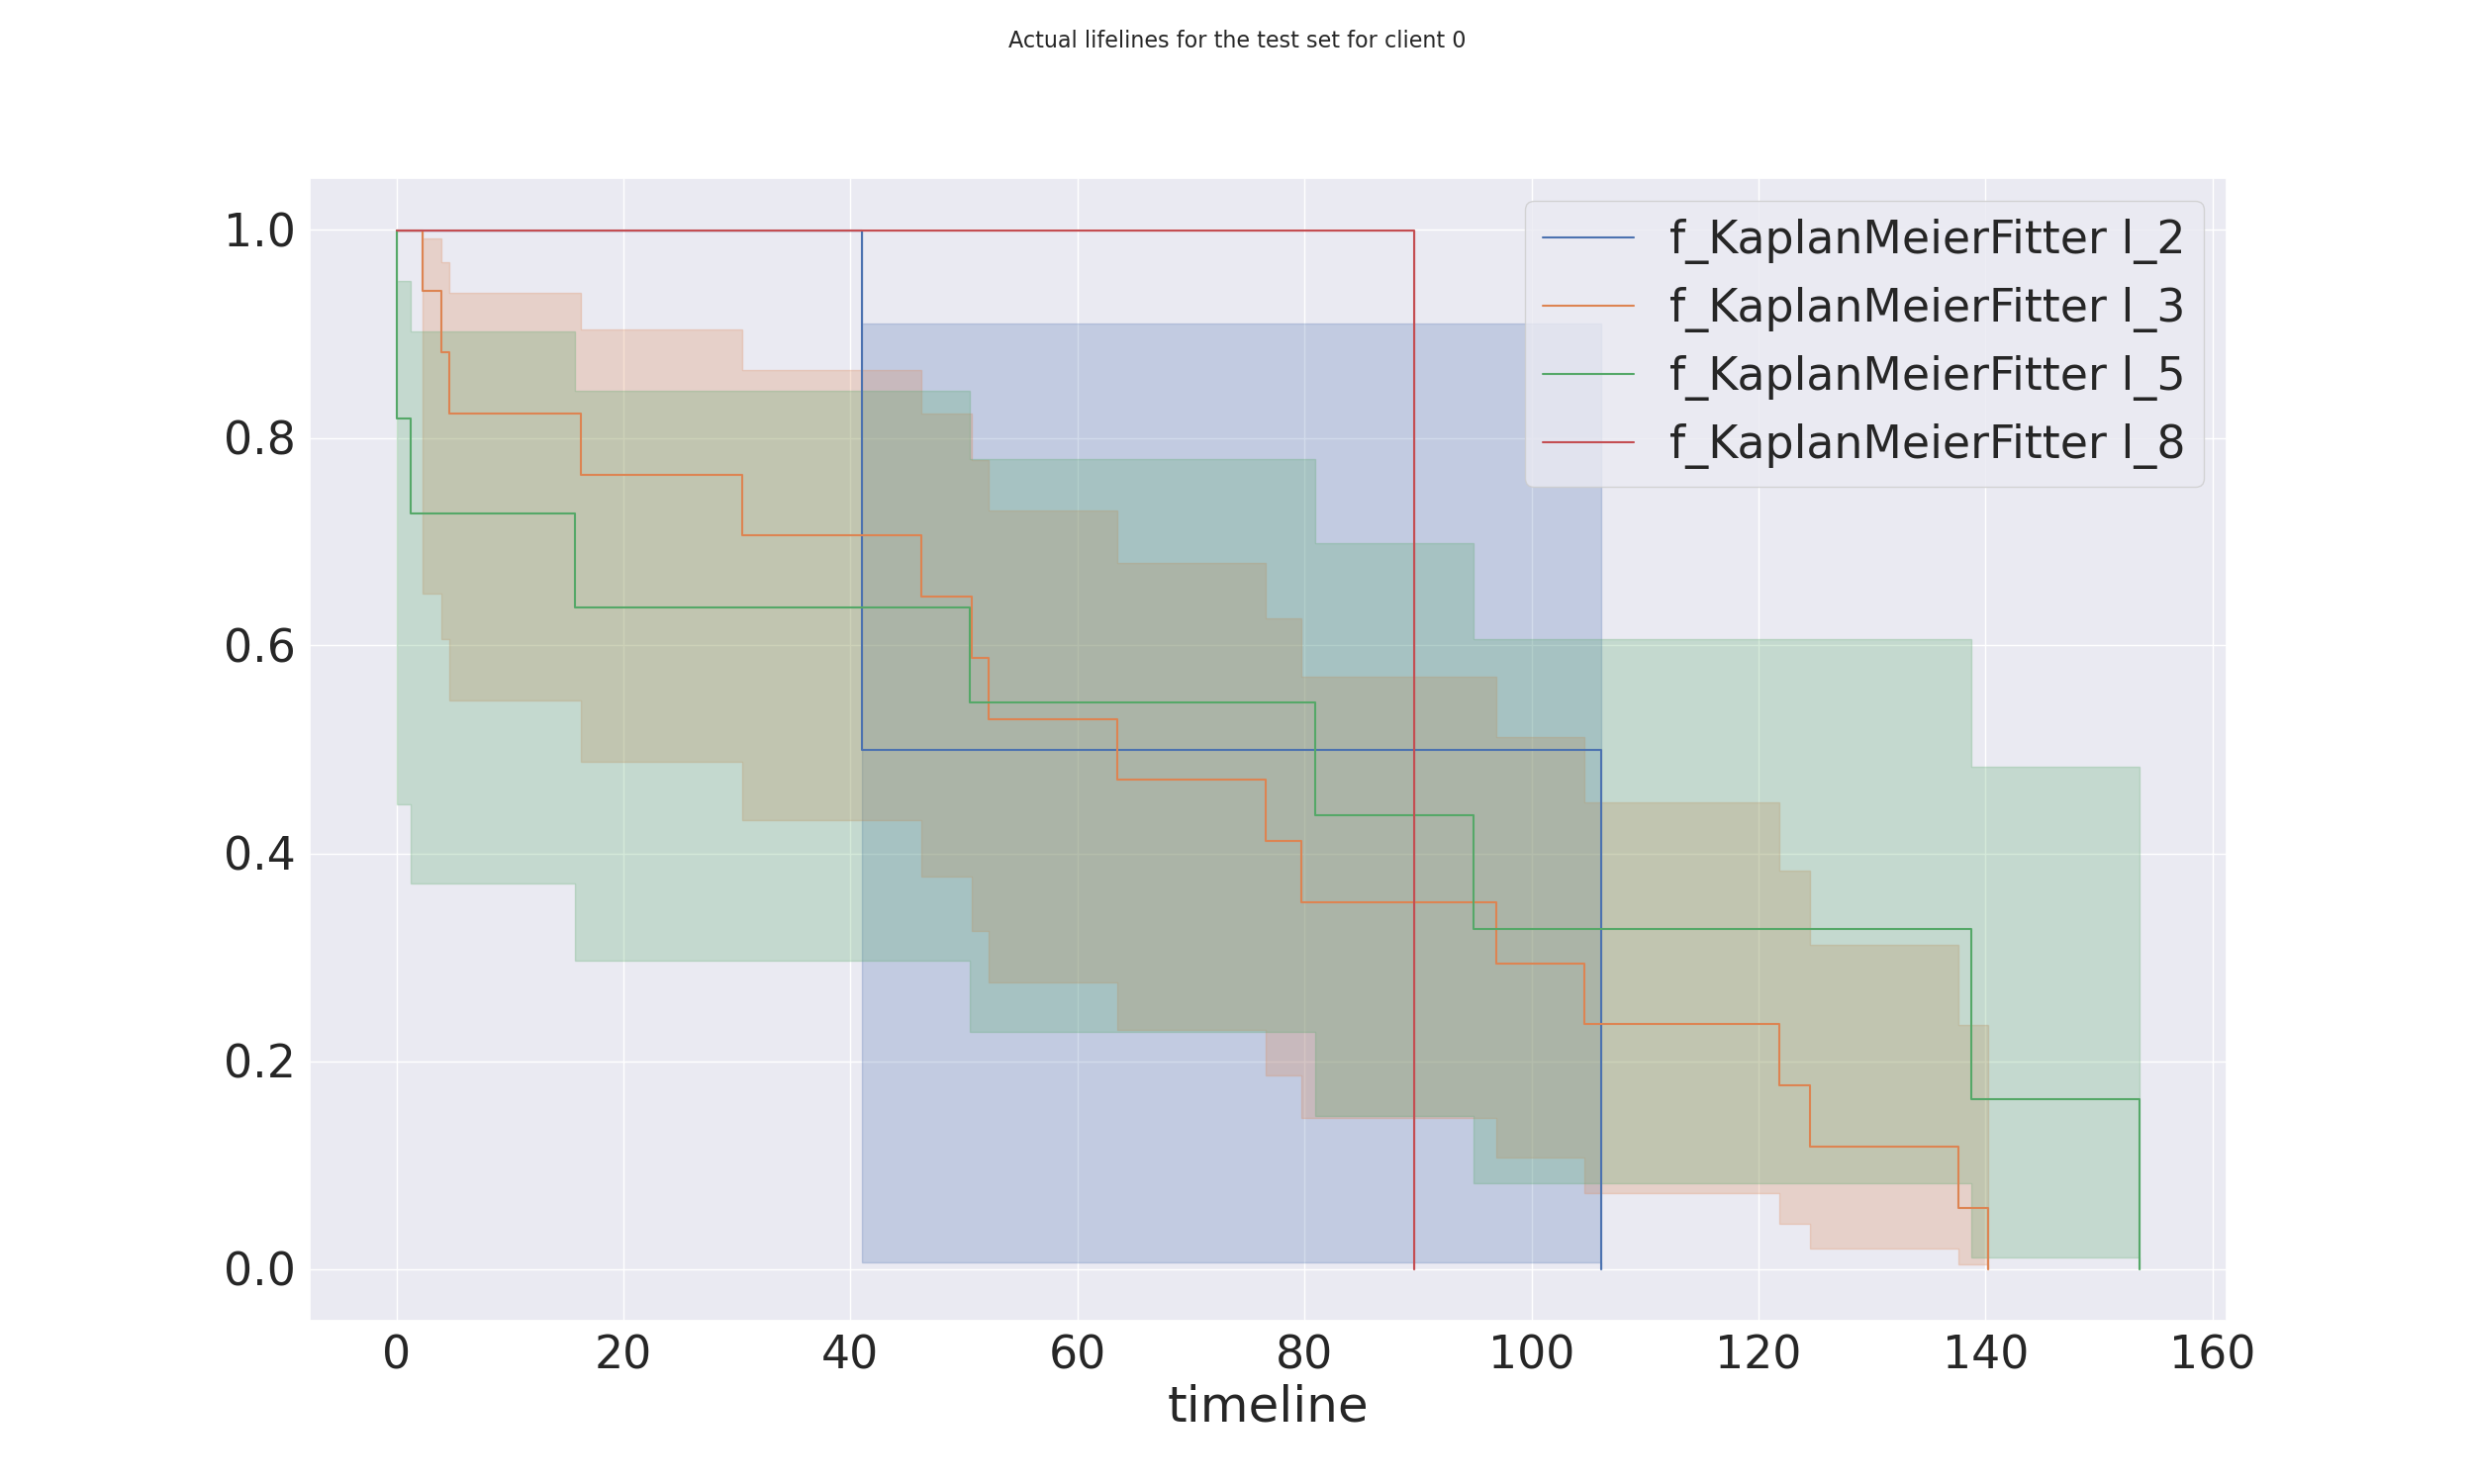 Actual lifelines for the test set for client 0
1.0
0.8
0.6
0.4
0.2
0.0
f_KaplanMeierFitter l_2
f_KaplanMeierFitter l_3
f_KaplanMeierFitter l_5
f_KaplanMeierFitter l_8
0 20 40 60 80 100 120 140 160
timeline